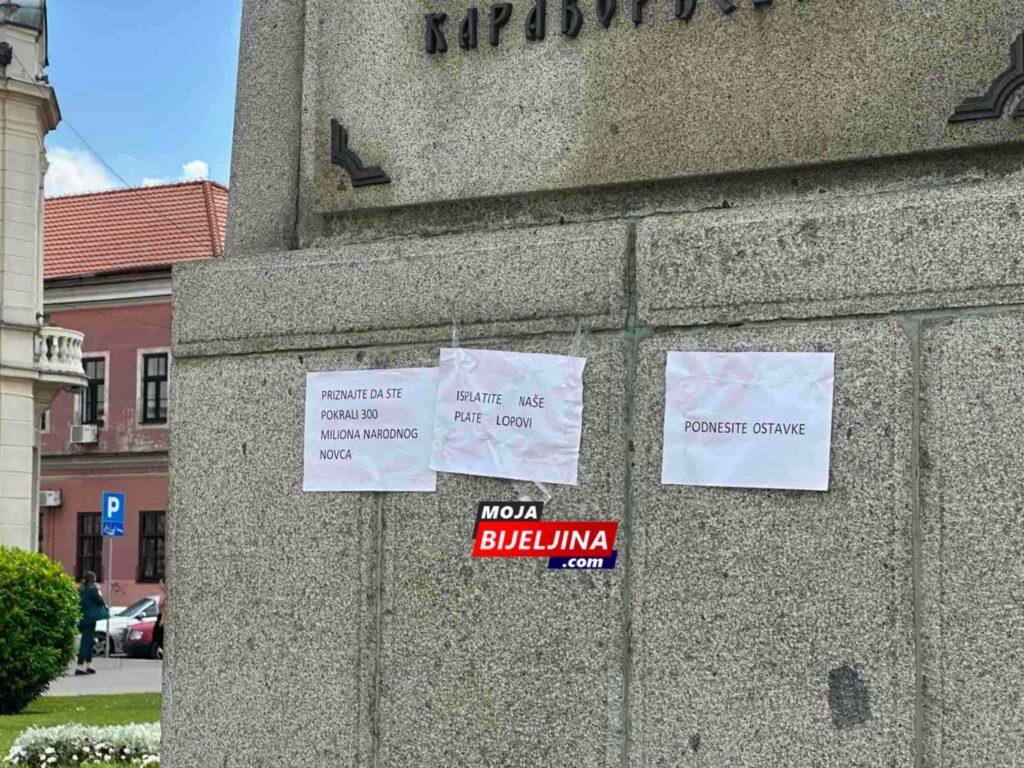 PRIZNAJTE DA STE
POKRALI 300
MILIONA NARODNOG
NOVCA
ISPLATITE NAŠE
PLATE LOPOVI
PODNESITE OSTAVKE
MOJA
BIJELJINA
.com
P